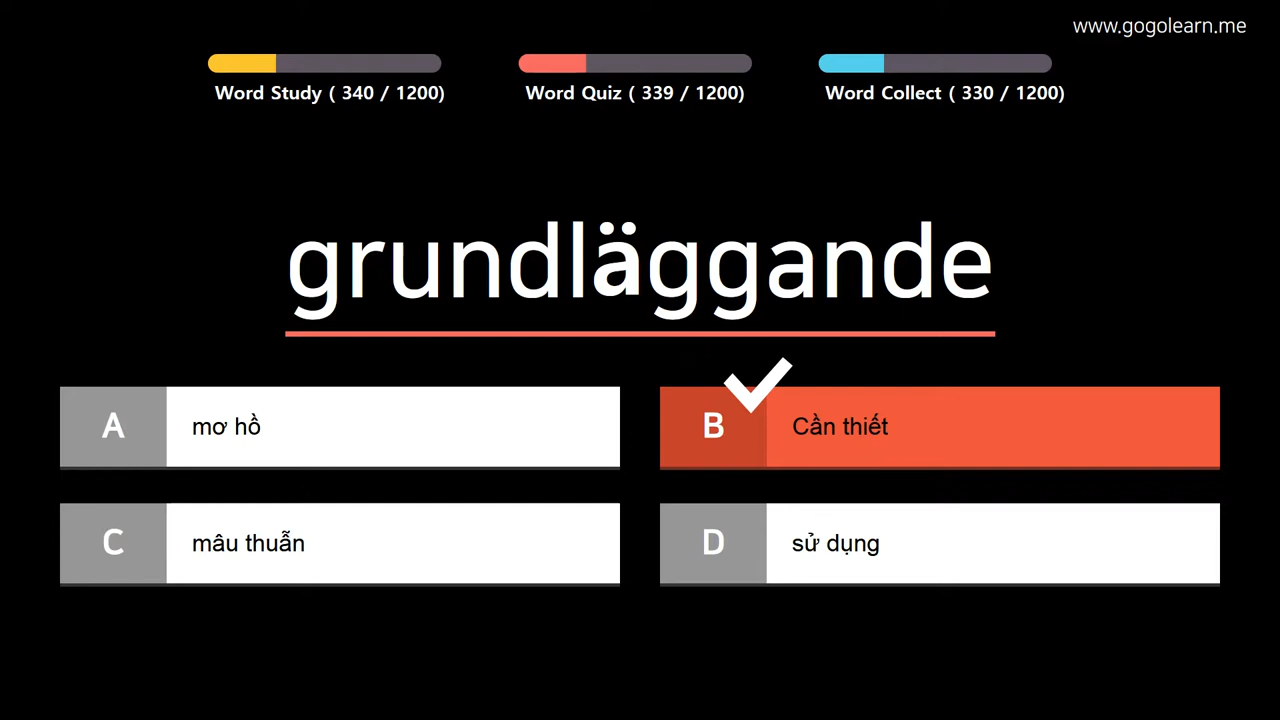 www.gogolearn.me
Word Study ( 340 / 1200)
Word Quiz ( 339 / 1200)
Word Collect ( 330 / 1200)
grundläggande
A mơ hồ
B Cần thiết
C mâu thuẫn
D sử dụng